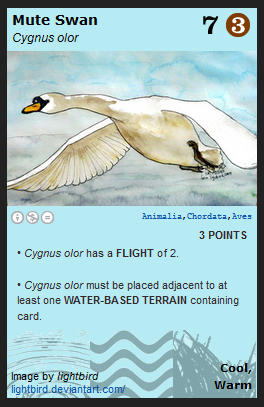 Mute Swan
Cygnus olor
7 3
Animalia,Chordata,Aves
3 POINTS
• Cygnus olor has a FLIGHT of 2.
• Cygnus olor must be placed adjacent to at
least one WATER-BASED TERRAIN containing
card.
Cool,
Warm
Image by lightbird
lightbird.deviantart.com/